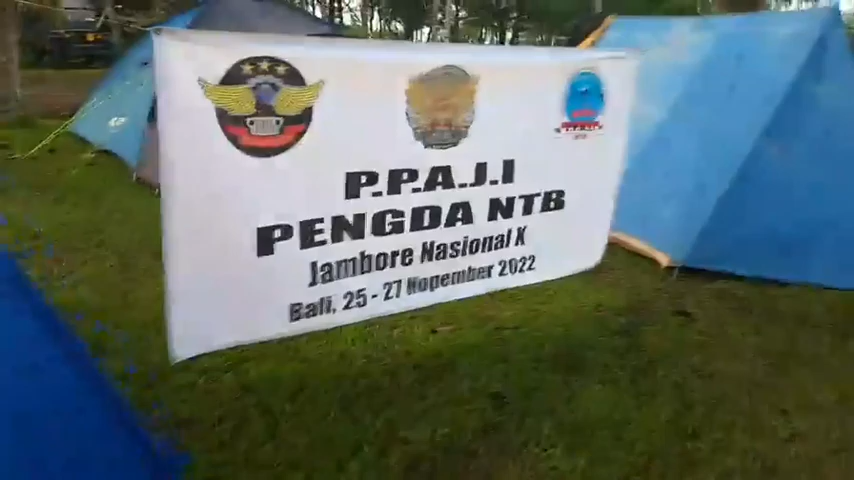 P.P.A.J.I
PENGDA NTB
Jambore Nasional X
Bali, 25 - 27 Nopember 2022